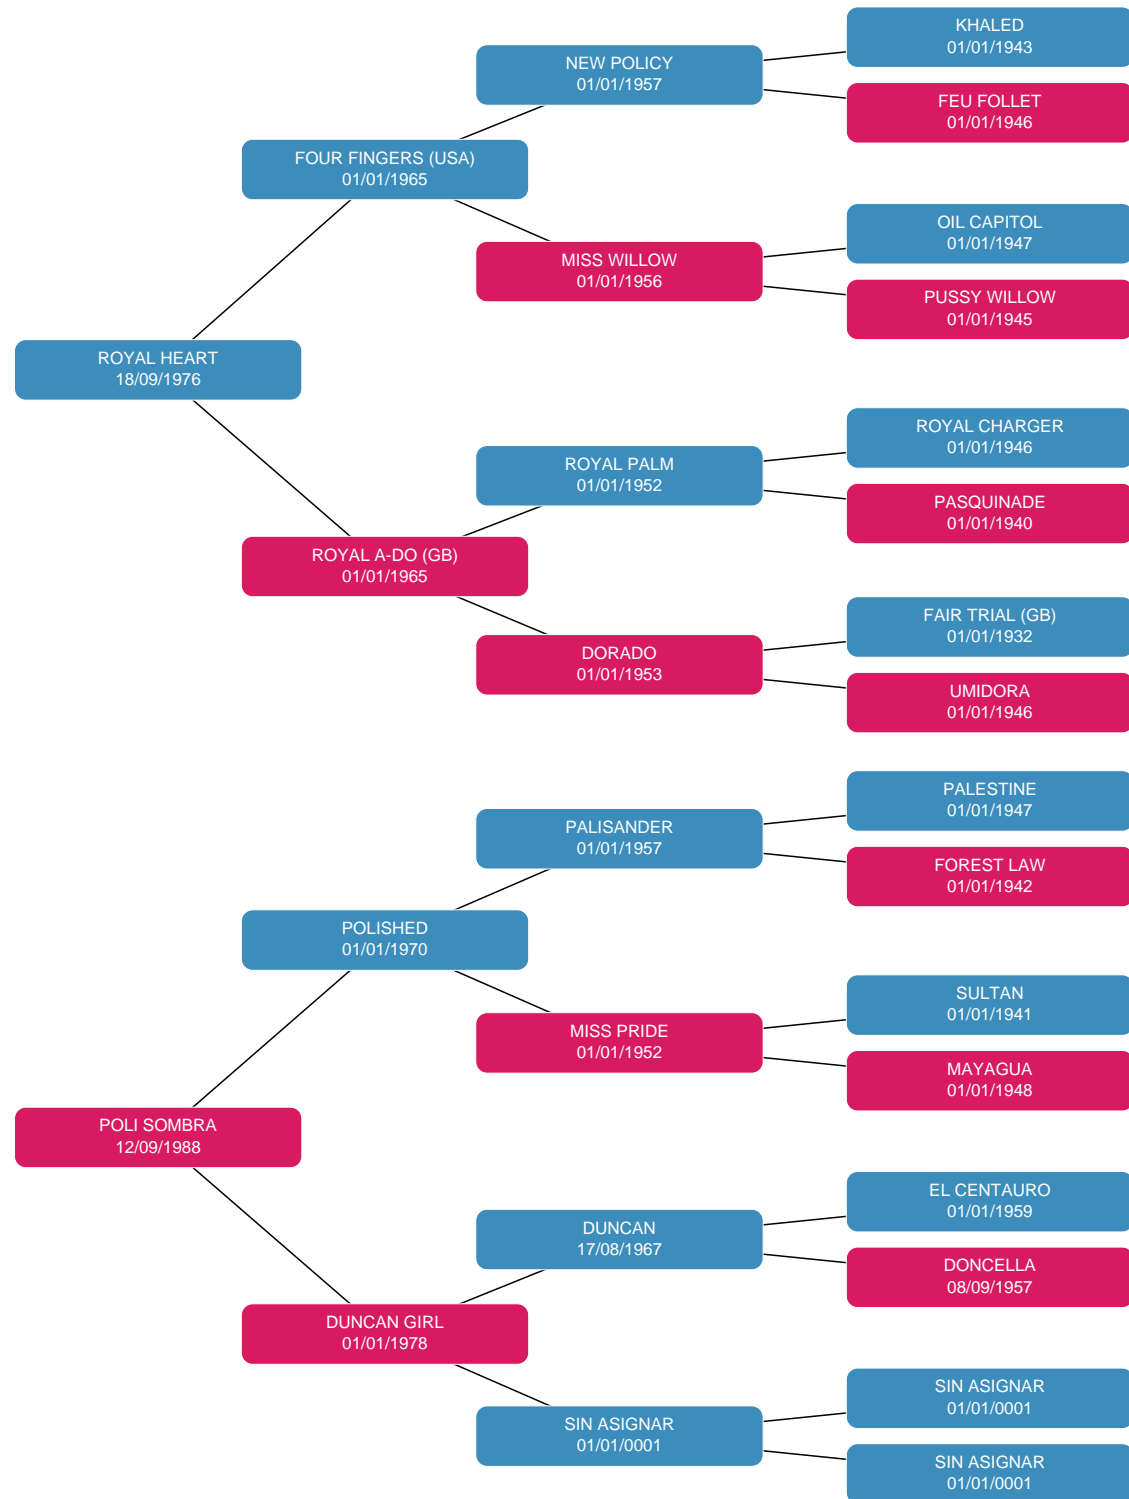 KHALED
01/01/1943
NEW POLICY
01/01/1957
FEU FOLLET
01/01/1946
FOUR FINGERS (USA)
01/01/1965
OIL CAPITOL
01/01/1947
MISS WILLOW
01/01/1956
PUSSY WILLOW
01/01/1945
ROYAL HEART
18/09/1976
ROYAL CHARGER
01/01/1946
ROYAL PALM
01/01/1952
PASQUINADE
01/01/1940
ROYAL A-DO (GB)
01/01/1965
FAIR TRIAL (GB)
01/01/1932
DORADO
01/01/1953
UMIDORA
01/01/1946
PALESTINE
01/01/1947
PALISANDER
01/01/1957
FOREST LAW
01/01/1942
POLISHED
01/01/1970
SULTAN
01/01/1941
MISS PRIDE
01/01/1952
MAYAGUA
01/01/1948
POLI SOMBRA
12/09/1988
EL CENTAURO
01/01/1959
DUNCAN
17/08/1967
DONCELLA
08/09/1957
DUNCAN GIRL
01/01/1978
SIN ASIGNAR
01/01/0001
SIN ASIGNAR
01/01/0001
SIN ASIGNAR
01/01/0001